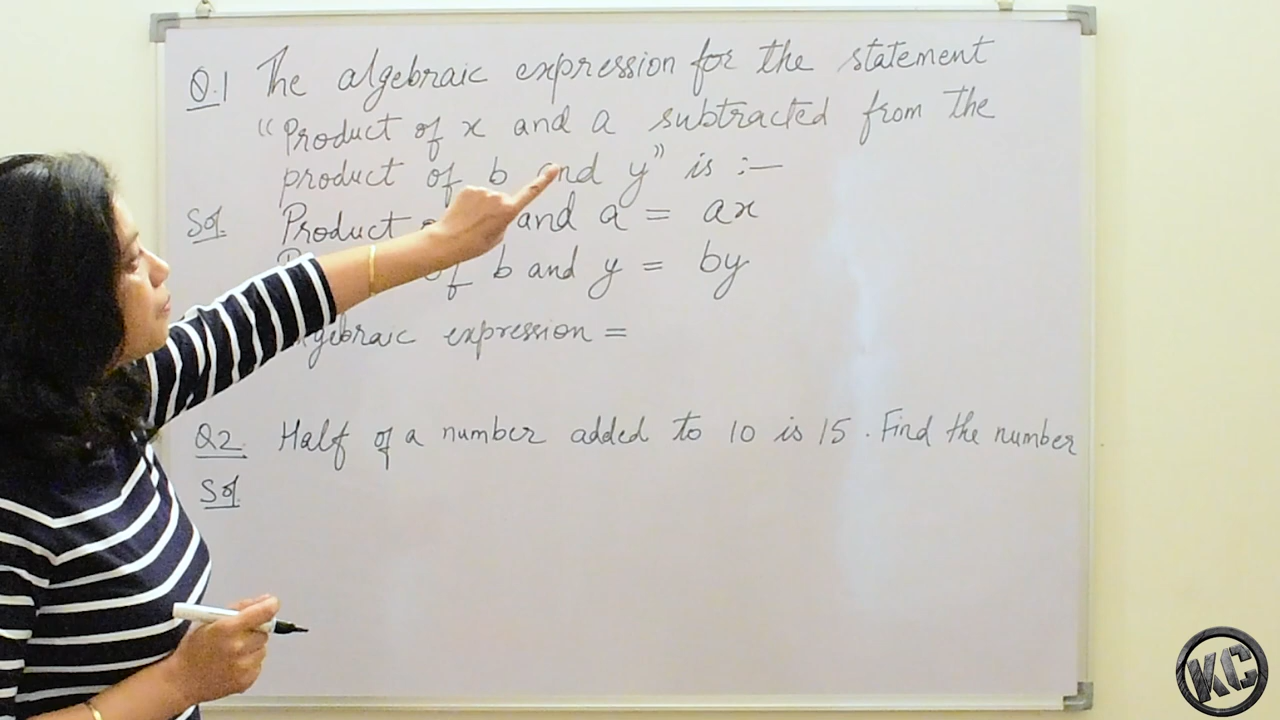 Q.1 The algebraic expression for the statement
"Product of x and a subtracted from the
product of b and y" is :—
Sol. Product and a = ax
of b and y = by
algebraic expression =
Q2. Half of a number added to 10 is 15. Find the number
Sol.
KC